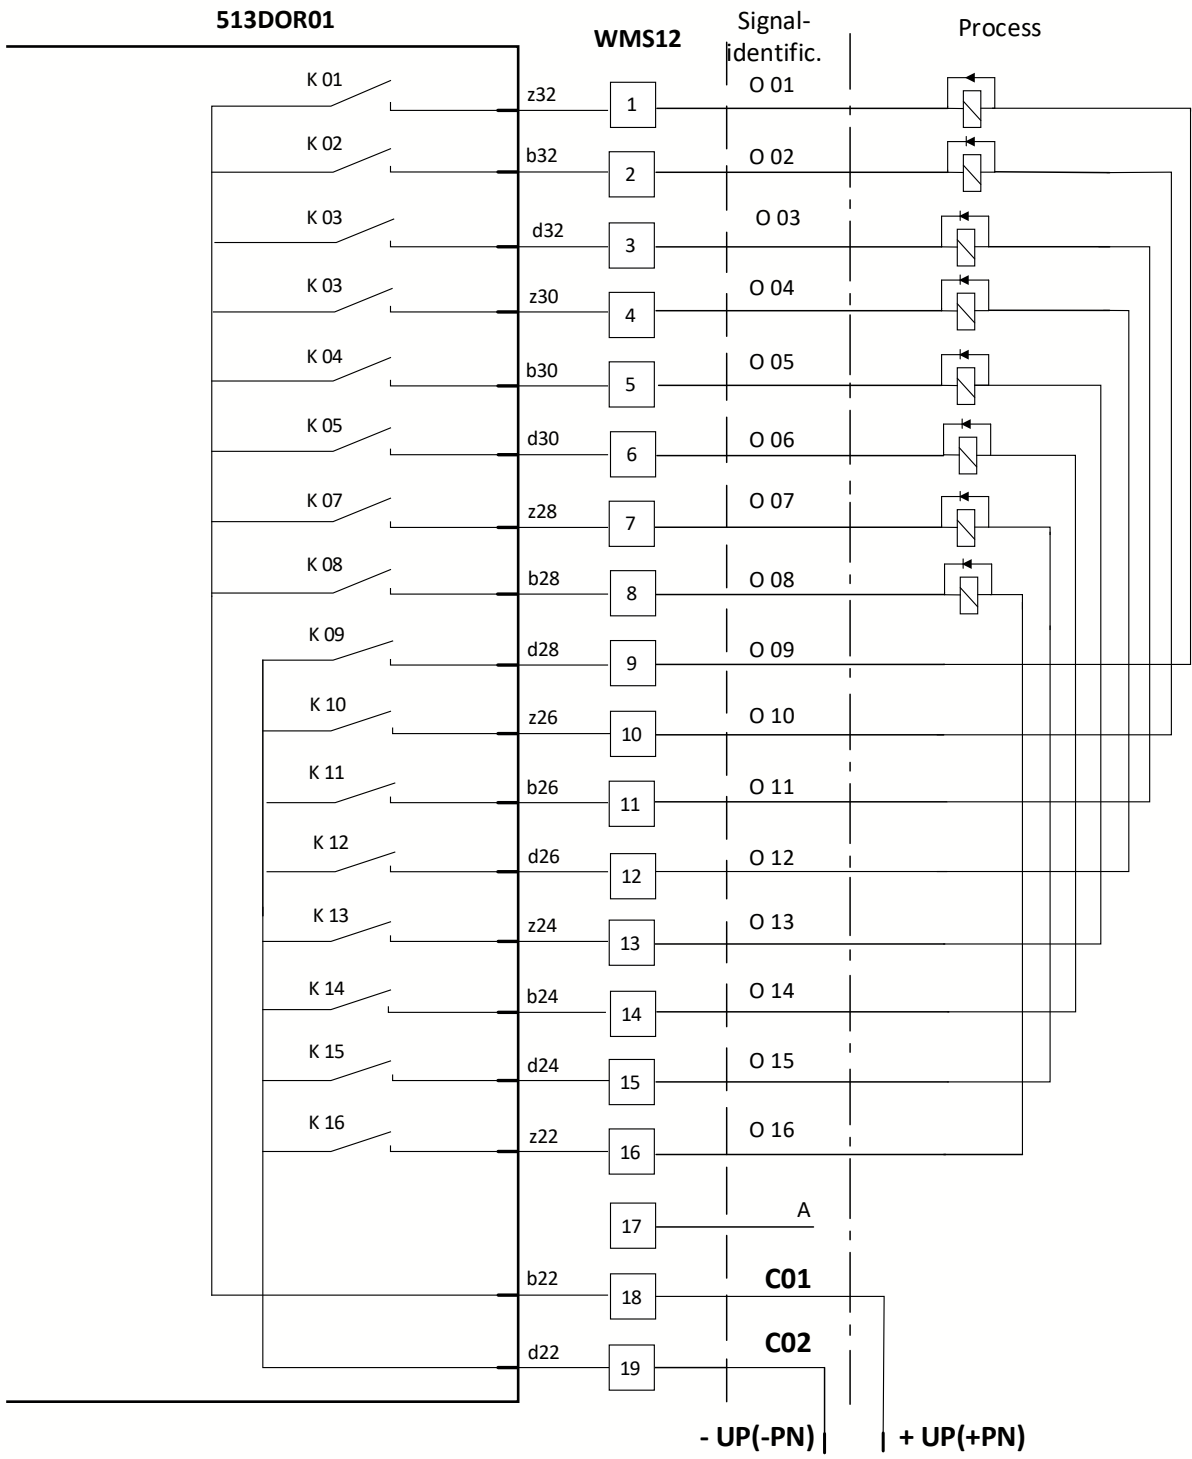 513DOR01
WMS12
Signal-
identific.
Process
K 01
z32
1
O 01
K 02
b32
2
O 02
K 03
d32
3
O 03
K 03
z30
4
O 04
K 04
b30
5
O 05
K 05
d30
6
O 06
K 07
z28
7
O 07
K 08
b28
8
O 08
K 09
d28
9
O 09
K 10
z26
10
O 10
K 11
b26
11
O 11
K 12
d26
12
O 12
K 13
z24
13
O 13
K 14
b24
14
O 14
K 15
d24
15
O 15
K 16
z22
16
O 16
17
A
b22
18
C01
d22
19
C02
- UP(-PN)
+ UP(+PN)